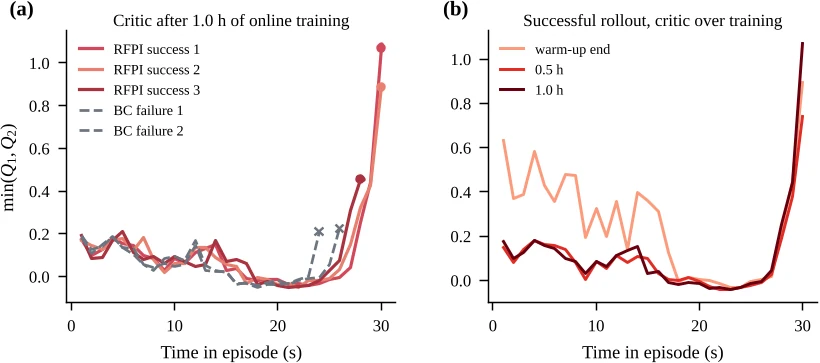 (a)
Critic after 1.0 h of online training
RFPI success 1
RFPI success 2
RFPI success 3
BC failure 1
BC failure 2
min(Q1, Q2)
1.0
0.8
0.6
0.4
0.2
0.0
0
10
20
30
Time in episode (s)
(b)
Successful rollout, critic over training
warm-up end
0.5 h
1.0 h
1.0
0.8
0.6
0.4
0.2
0.0
0
10
20
30
Time in episode (s)